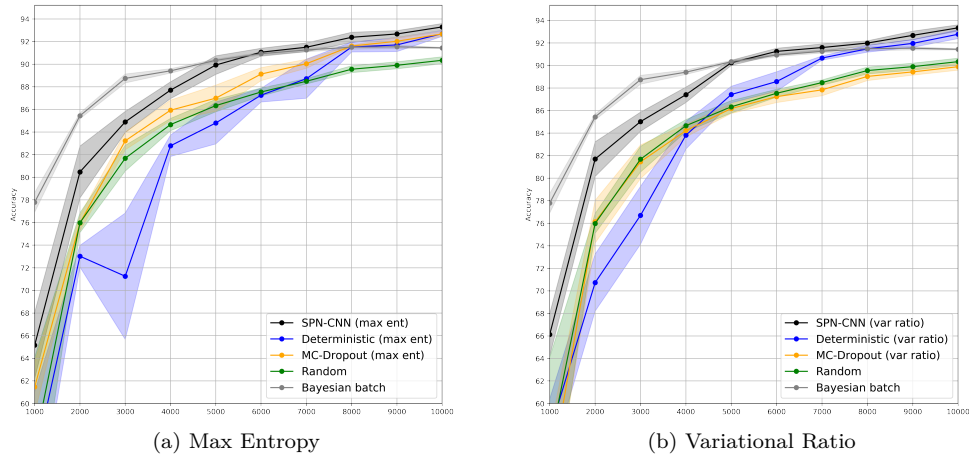 94
92
90
88
86
84
82
80
78
76
74
72
70
68
66
64
62
60
Accuracy
1000 2000 3000 4000 5000 6000 7000 8000 9000 10000
SPN-CNN (max ent)
Deterministic (max ent)
MC-Dropout (max ent)
Random
Bayesian batch
(a) Max Entropy
94
92
90
88
86
84
82
80
78
76
74
72
70
68
66
64
62
60
Accuracy
1000 2000 3000 4000 5000 6000 7000 8000 9000 10000
SPN-CNN (var ratio)
Deterministic (var ratio)
MC-Dropout (var ratio)
Random
Bayesian batch
(b) Variational Ratio